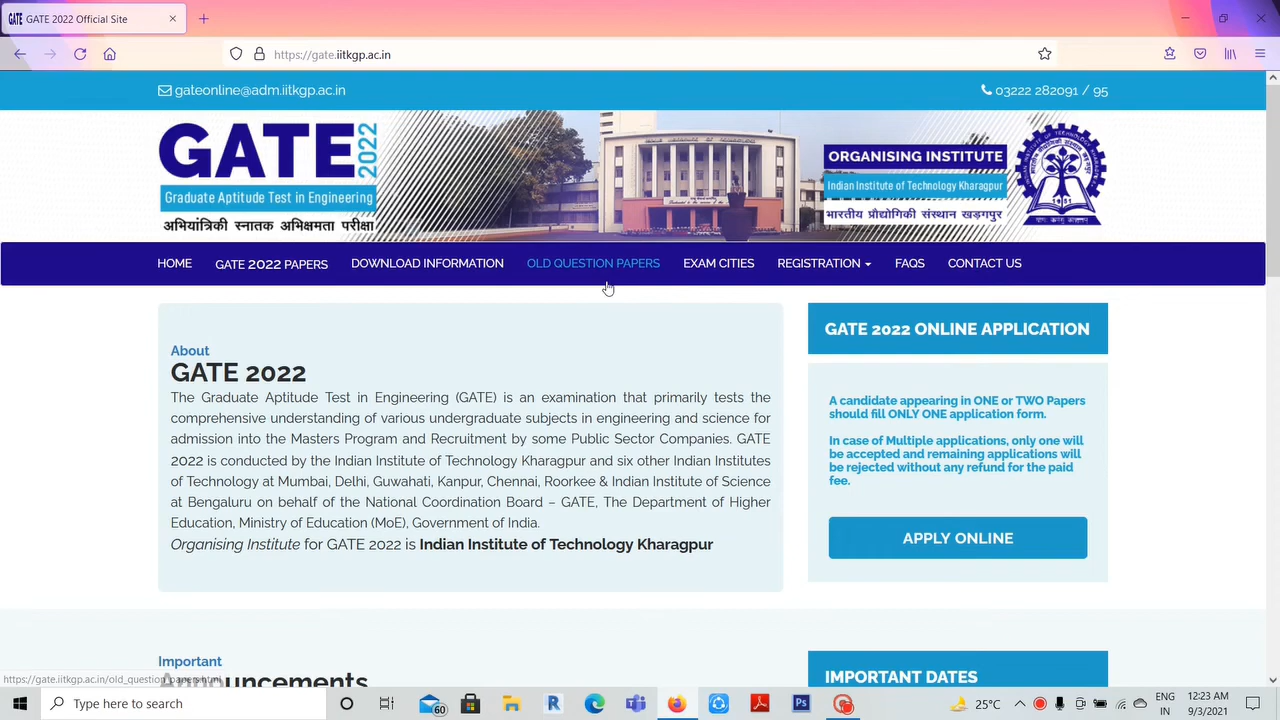 GATE 2022 Official Site
https://gate.iitkgp.ac.in
gateonline@adm.iitkgp.ac.in
03222 282091 / 95
GATE 2022
Graduate Aptitude Test in Engineering
अभियांत्रिकी स्नातक अभिक्षमता परीक्षा
ORGANISING INSTITUTE
Indian Institute of Technology Kharagpur
भारतीय प्रौद्योगिकी संस्थान खड़गपुर
HOME GATE 2022 PAPERS DOWNLOAD INFORMATION OLD QUESTION PAPERS EXAM CITIES REGISTRATION FAQS CONTACT US
About
GATE 2022
The Graduate Aptitude Test in Engineering (GATE) is an examination that primarily tests the
comprehensive understanding of various undergraduate subjects in engineering and science for
admission into the Masters Program and Recruitment by some Public Sector Companies. GATE
2022 is conducted by Indian Institute of Technology Kharagpur and six other Indian Institutes
of Technology at Mumbai, Delhi, Guwahati, Kanpur, Chennai, Roorkee & Indian Institute of Science
at Bengaluru on behalf of the National Coordination Board – GATE, The Department of Higher
Education, Ministry of Education (MoE), Government of India.
Organising Institute for GATE 2022 is Indian Institute of Technology Kharagpur
GATE 2022 ONLINE APPLICATION
A candidate appearing in ONE or TWO Papers
should fill ONLY ONE application form.
In case of Multiple applications, only one will
be accepted and remaining applications will
be rejected without any refund for the paid
fee.
APPLY ONLINE
Important
Announcements
IMPORTANT DATES
https://gate.iitkgp.ac.in/old_question_papers.html
Type here to search
60
25°C
ENG
IN
12:23 AM
9/3/2021